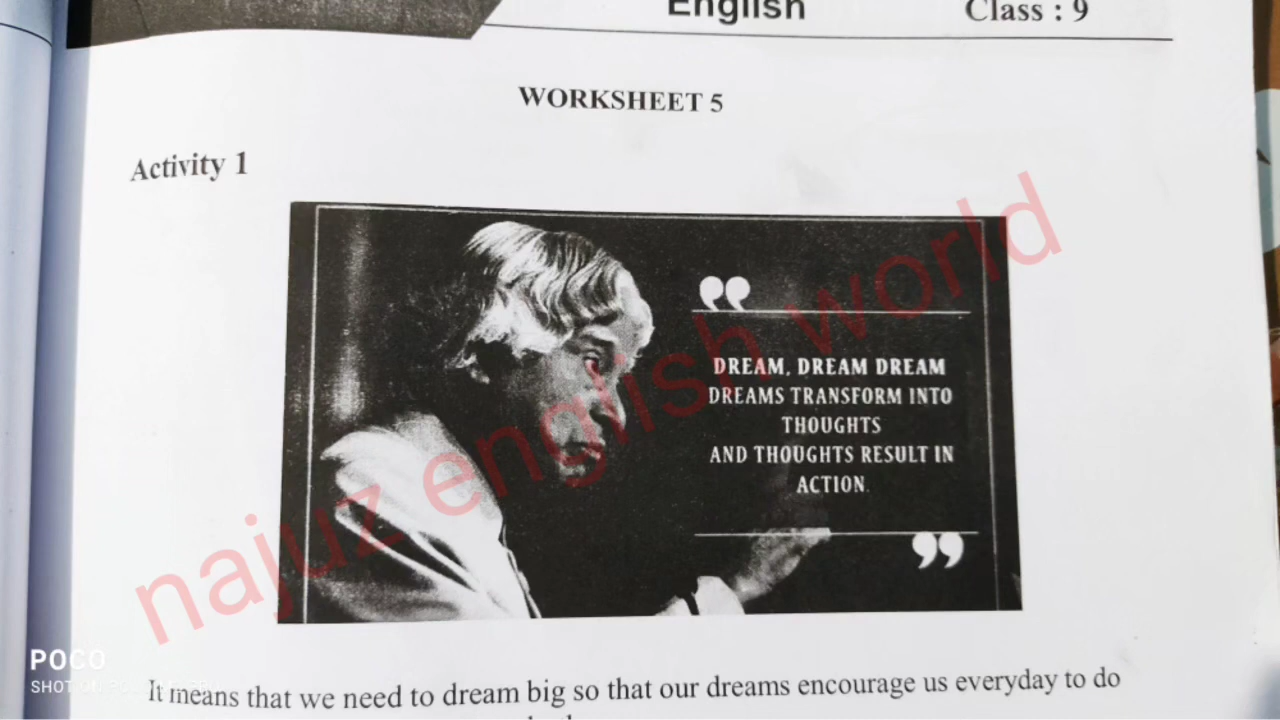 English Class : 9
WORKSHEET 5
Activity 1
DREAM, DREAM DREAM
DREAMS TRANSFORM INTO
THOUGHTS
AND THOUGHTS RESULT IN
ACTION.
najuz english world
POCO
SHOT ON
It means that we need to dream big so that our dreams encourage us everyday to do